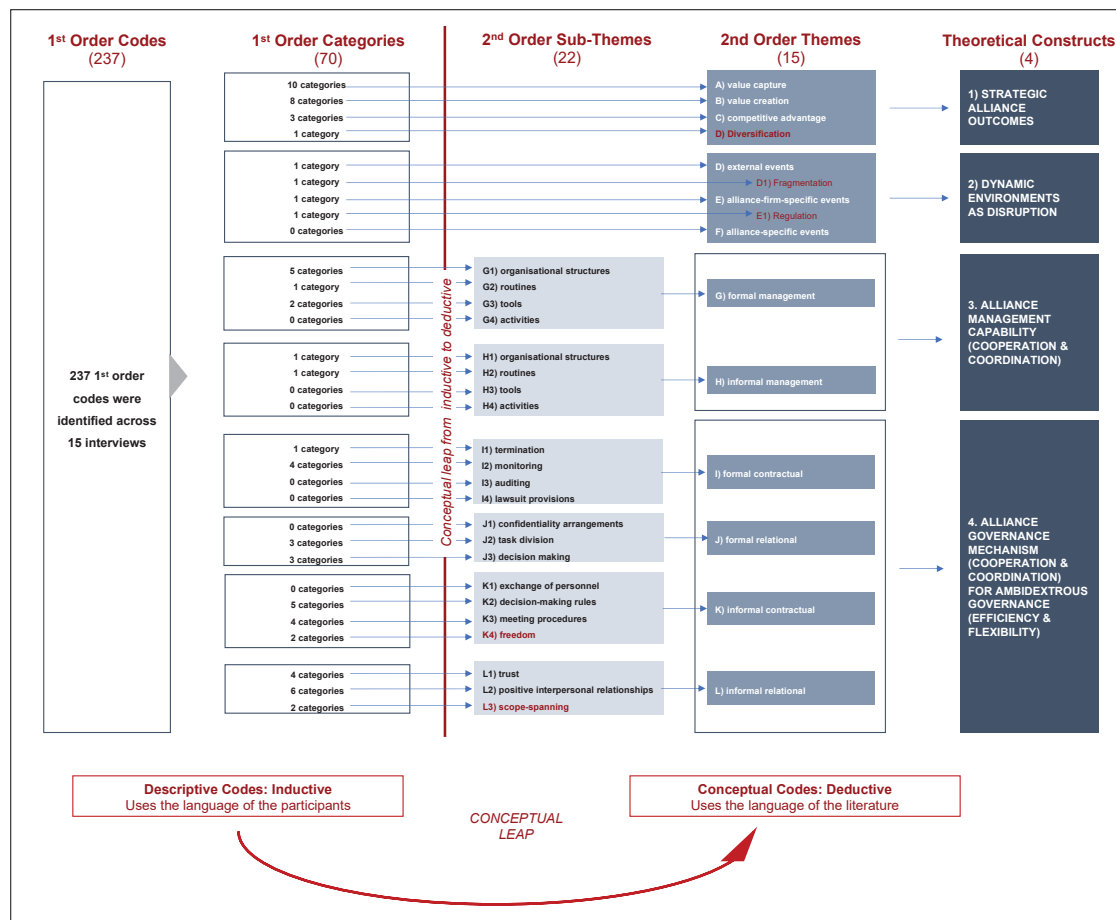 1st Order Codes
(237)
1st Order Categories
(70)
2nd Order Sub-Themes
(22)
2nd Order Themes
(15)
Theoretical Constructs
(4)
237 1st order
codes were
identified across
15 interviews
10 categories
8 categories
3 categories
1 category
A) value capture
B) value creation
C) competitive advantage
D) Diversification
1) STRATEGIC
ALLIANCE
OUTCOMES
1 category
1 category
1 category
1 category
0 categories
D) external events
D1) Fragmentation
E) alliance-firm-specific events
E1) Regulation
F) alliance-specific events
2) DYNAMIC
ENVIRONMENTS
AS DISRUPTION
Conceptual leap from inductive to deductive
5 categories
1 category
2 categories
0 categories
G1) organisational structures
G2) routines
G3) tools
G4) activities
G) formal management
1 category
1 category
0 categories
0 categories
H1) organisational structures
H2) routines
H3) tools
H4) activities
H) informal management
3. ALLIANCE
MANAGEMENT
CAPABILITY
(COOPERATION &
COORDINATION)
1 category
4 categories
0 categories
0 categories
I1) termination
I2) monitoring
I3) auditing
I4) lawsuit provisions
I) formal contractual
0 categories
3 categories
3 categories
J1) confidentiality arrangements
J2) task division
J3) decision making
J) formal relational
0 categories
5 categories
4 categories
2 categories
K1) exchange of personnel
K2) decision-making rules
K3) meeting procedures
K4) freedom
K) informal contractual
4 categories
6 categories
2 categories
L1) trust
L2) positive interpersonal relationships
L3) scope-spanning
L) informal relational
4. ALLIANCE
GOVERNANCE
MECHANISM
(COOPERATION &
COORDINATION)
FOR AMBIDEXTROUS
GOVERNANCE
(EFFICIENCY &
FLEXIBILITY)
Descriptive Codes: Inductive
Uses the language of the participants
CONCEPTUAL
LEAP
Conceptual Codes: Deductive
Uses the language of the literature